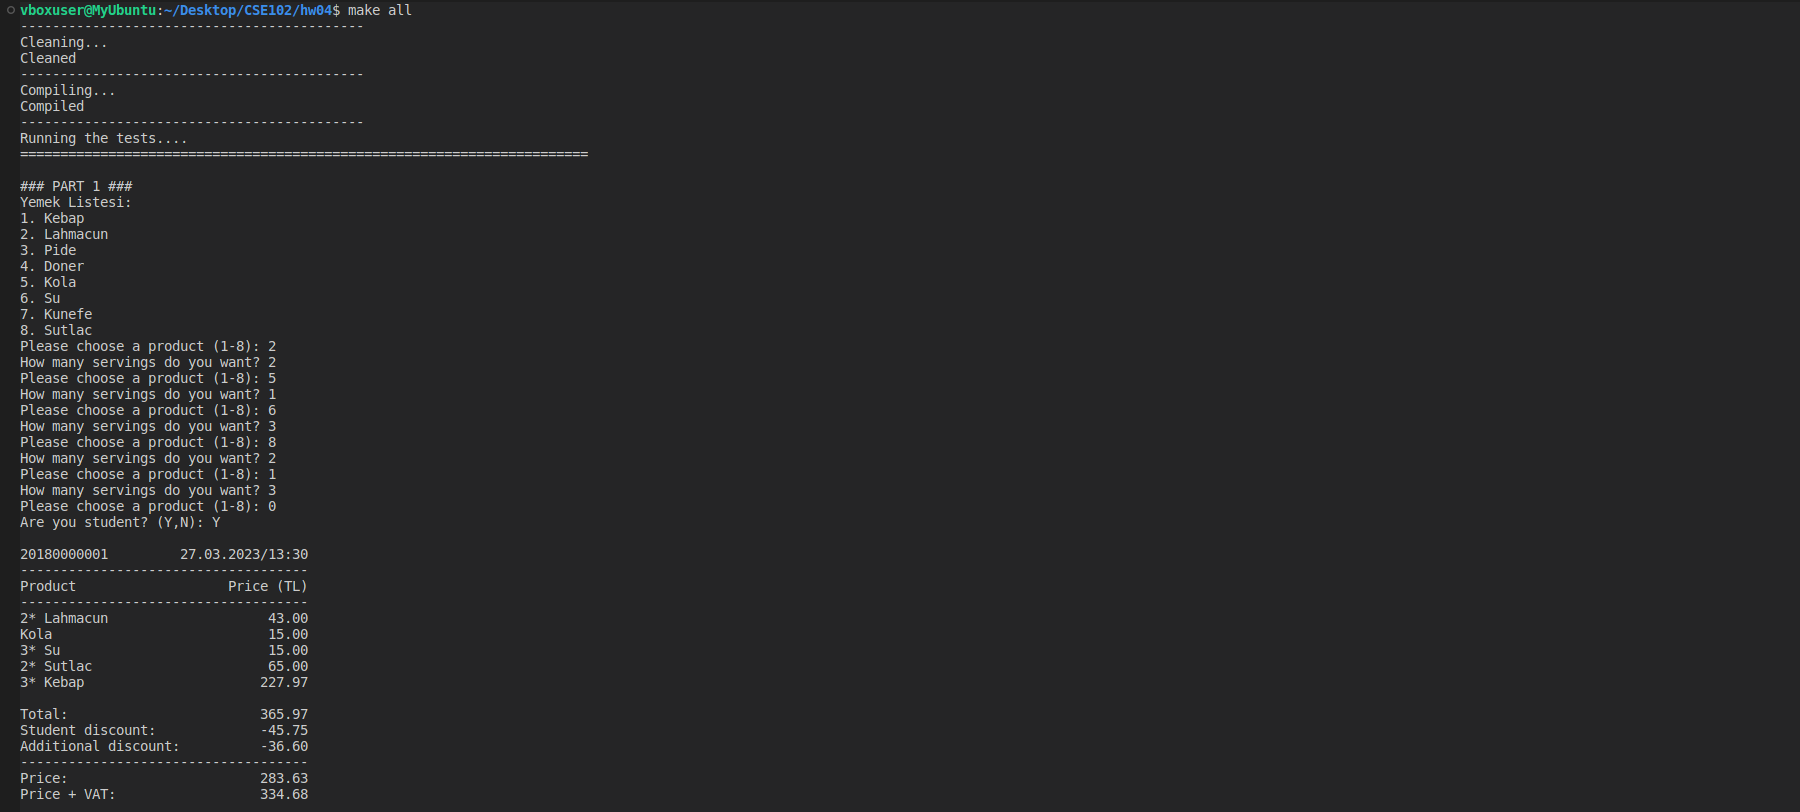 vboxuser@MyUbuntu:~/Desktop/CSE102/hw04$ make all
-------------------------------------------
Cleaning...
Cleaned
-------------------------------------------
Compiling...
Compiled
-------------------------------------------
Running the tests....
=======================================================================

### PART 1 ###
Yemek Listesi:
1. Kebap
2. Lahmacun
3. Pide
4. Doner
5. Kola
6. Su
7. Kunefe
8. Sutlac
Please choose a product (1-8): 2
How many servings do you want? 2
Please choose a product (1-8): 5
How many servings do you want? 1
Please choose a product (1-8): 6
How many servings do you want? 3
Please choose a product (1-8): 8
How many servings do you want? 2
Please choose a product (1-8): 1
How many servings do you want? 3
Please choose a product (1-8): 0
Are you student? (Y,N): Y

20180000001         27.03.2023/13:30
------------------------------------
Product                   Price (TL)
------------------------------------
2* Lahmacun                    43.00
Kola                           15.00
3* Su                          15.00
2* Sutlac                      65.00
3* Kebap                      227.97

Total:                        365.97
Student discount:             -45.75
Additional discount:          -36.60
------------------------------------
Price:                        283.63
Price + VAT:                  334.68